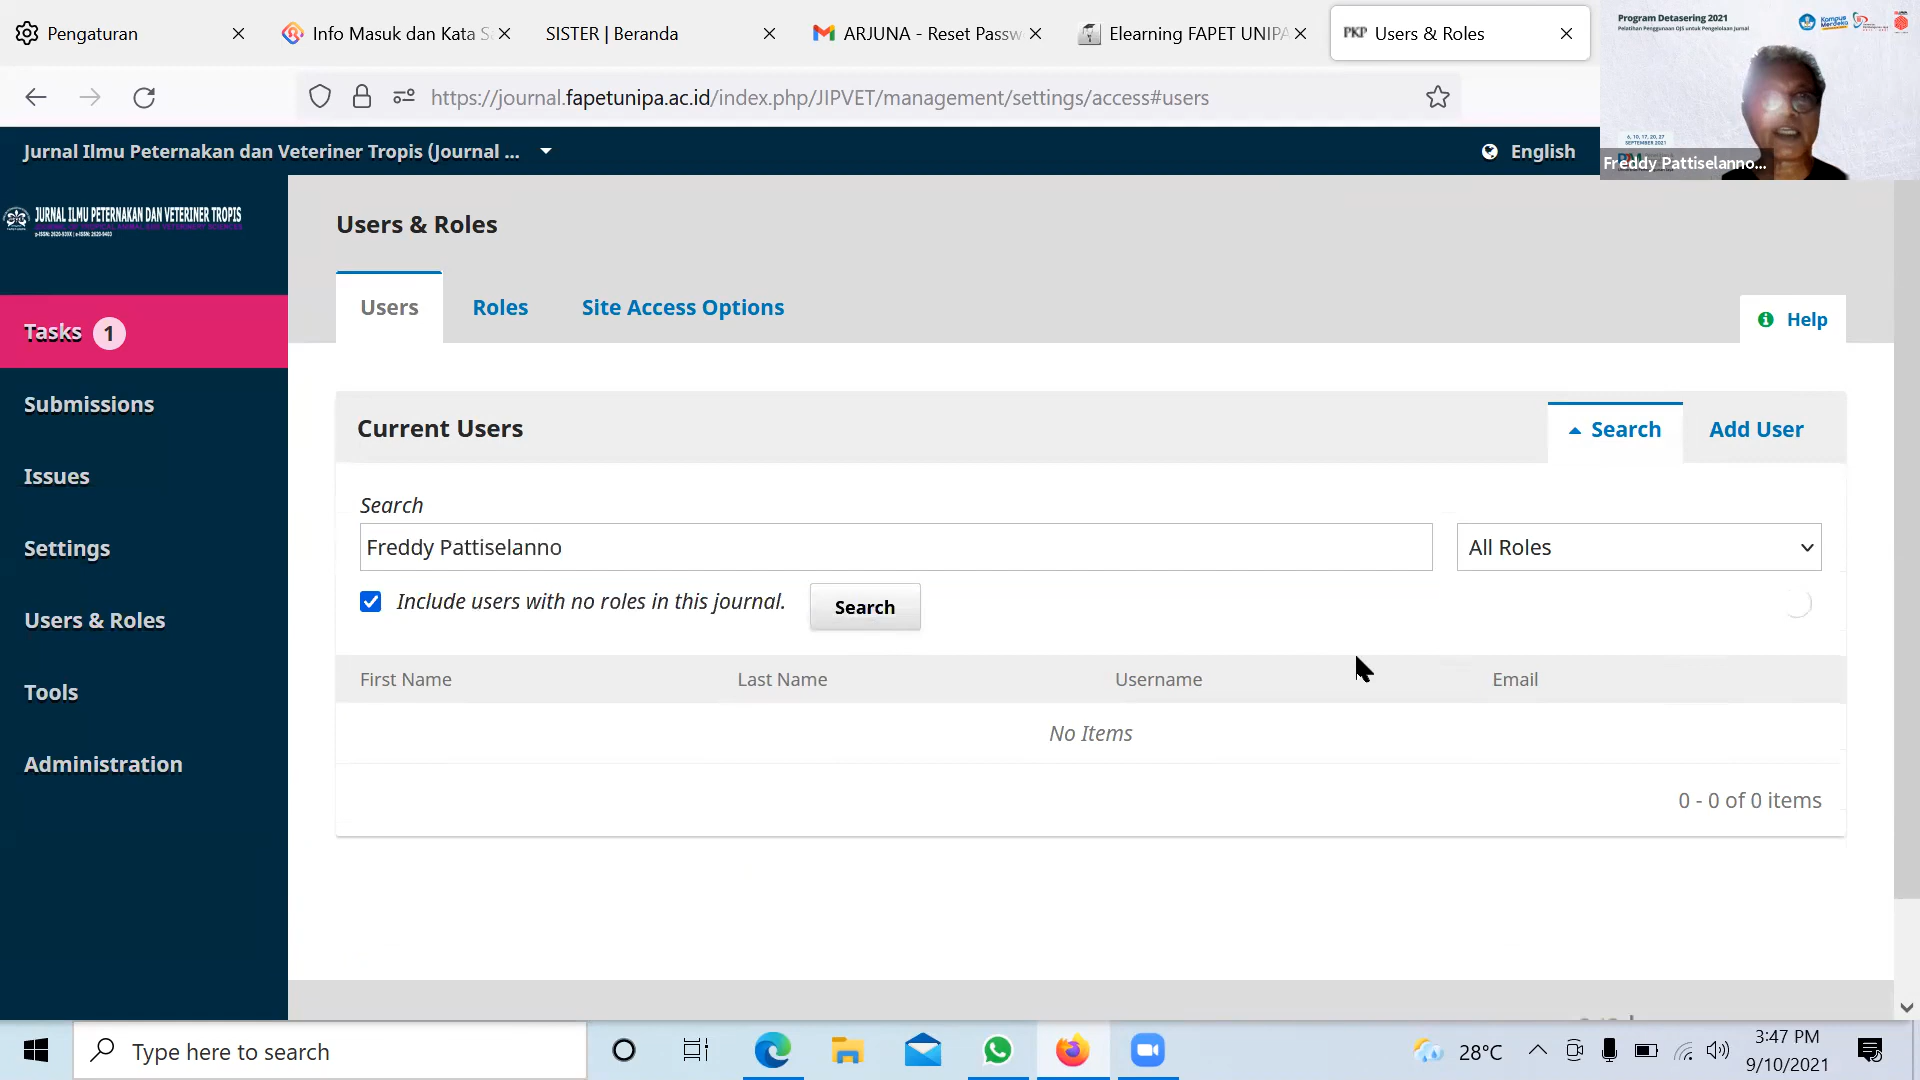 Pengaturan
Info Masuk dan Kata S
SISTER | Beranda
ARJUNA - Reset Passw
Elearning FAPET UNIPA
PKP Users & Roles
https://journal.fapetunipa.ac.id/index.php/JIPVET/management/settings/access#users
Program Detasering 2021
Pelatihan Penggunaan OJS untuk Pengelolaan Jurnal
Kampus Merdeka
6, 10, 17, 20, 27
SEPTEMBER 2021
Freddy Pattiselanno...
Jurnal Ilmu Peternakan dan Veteriner Tropis (Journal ...
English
JURNAL ILMU PETERNAKAN DAN VETERINER TROPIS
JOURNAL OF TROPICAL ANIMAL AND VETERINARY SCIENCES
Tasks 1
Submissions
Issues
Settings
Users & Roles
Tools
Administration
Users & Roles
Users
Roles
Site Access Options
Help
Current Users
Search
Add User
Search
Freddy Pattiselanno
All Roles
Include users with no roles in this journal.
Search
First Name
Last Name
Username
Email
No Items
0 - 0 of 0 items
Type here to search
28°C
3:47 PM
9/10/2021